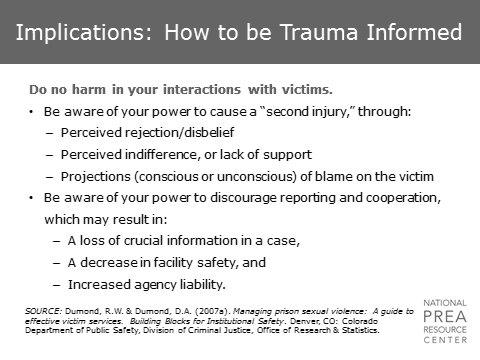 Implications: How to be Trauma Informed
Do no harm in your interactions with victims.
• Be aware of your power to cause a “second injury,” through:
– Perceived rejection/disbelief
– Perceived indifference, or lack of support
– Projections (conscious or unconscious) of blame on the victim
• Be aware of your power to discourage reporting and cooperation,
which may result in:
– A loss of crucial information in a case,
– A decrease in facility safety, and
– Increased agency liability.
SOURCE: Dumond, R.W. & Dumond, D.A. (2007a). Managing prison sexual violence: A guide to
effective victim services. Building Blocks for Institutional Safety. Denver, CO: Colorado
Department of Public Safety, Division of Criminal Justice, Office of Research & Statistics.
NATIONAL
PREA
RESOURCE
CENTER